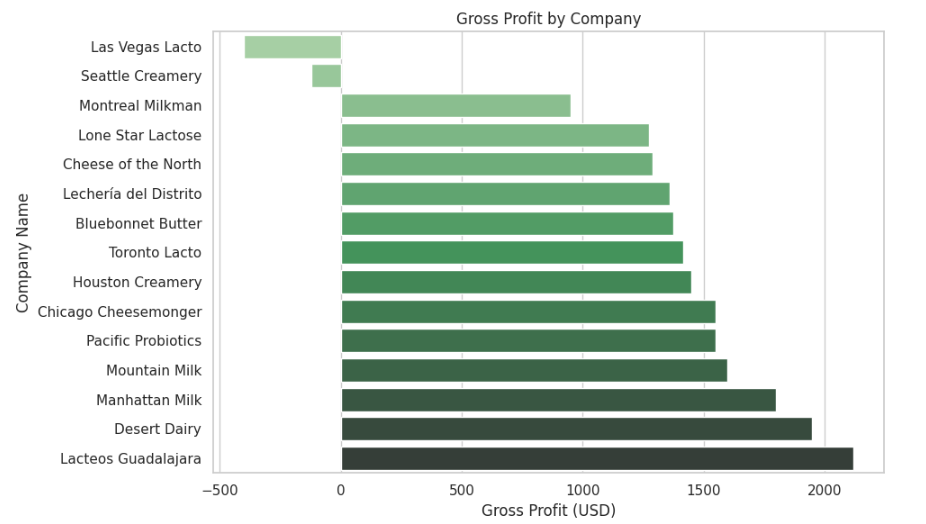 Gross Profit by Company
Company Name
Las Vegas Lacto
Seattle Creamery
Montreal Milkman
Lone Star Lactose
Cheese of the North
Lechería del Distrito
Bluebonnet Butter
Toronto Lacto
Houston Creamery
Chicago Cheesemonger
Pacific Probiotics
Mountain Milk
Manhattan Milk
Desert Dairy
Lacteos Guadalajara
−500 0 500 1000 1500 2000
Gross Profit (USD)